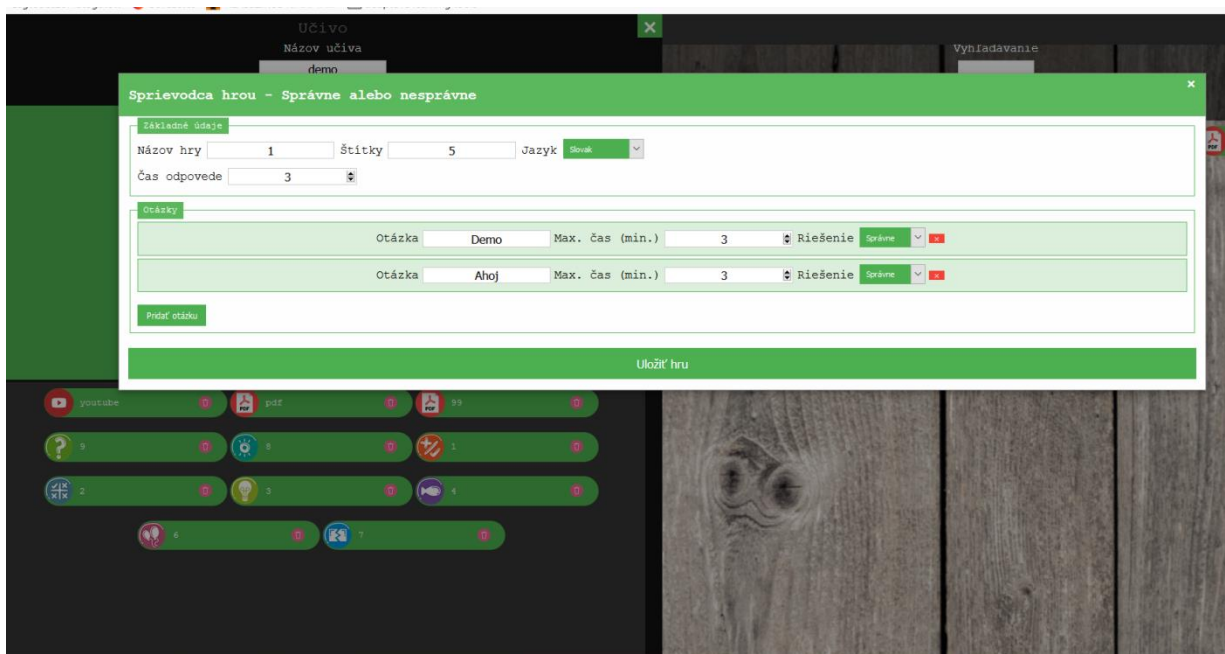 Učivo
Názov učiva
demo
Vyhľadávanie
Sprievodca hrou - Správne alebo nesprávne
Základné údaje
Názov hry 1 Štítky 5 Jazyk Slovak
Čas odpovede 3
Otázky
Otázka Demo Max. čas (min.) 3 Riešenie Správne
Otázka Ahoj Max. čas (min.) 3 Riešenie Správne
Pridať otázku
Uložiť hru
youtube pdf 99
9 8 1
2 3 4
6 7
PDF